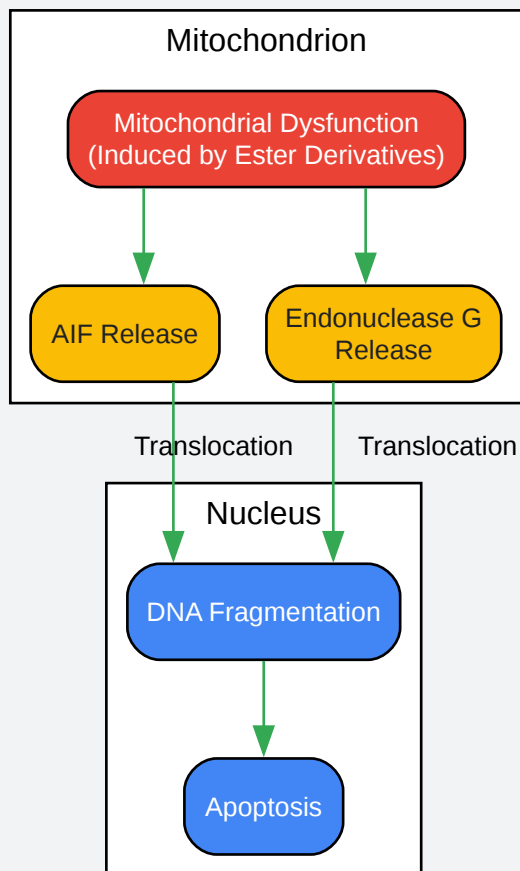 Mitochondrion
Mitochondrial Dysfunction
(Induced by Ester Derivatives)
AIF Release
Endonuclease G
Release
Translocation
Translocation
Nucleus
DNA Fragmentation
Apoptosis